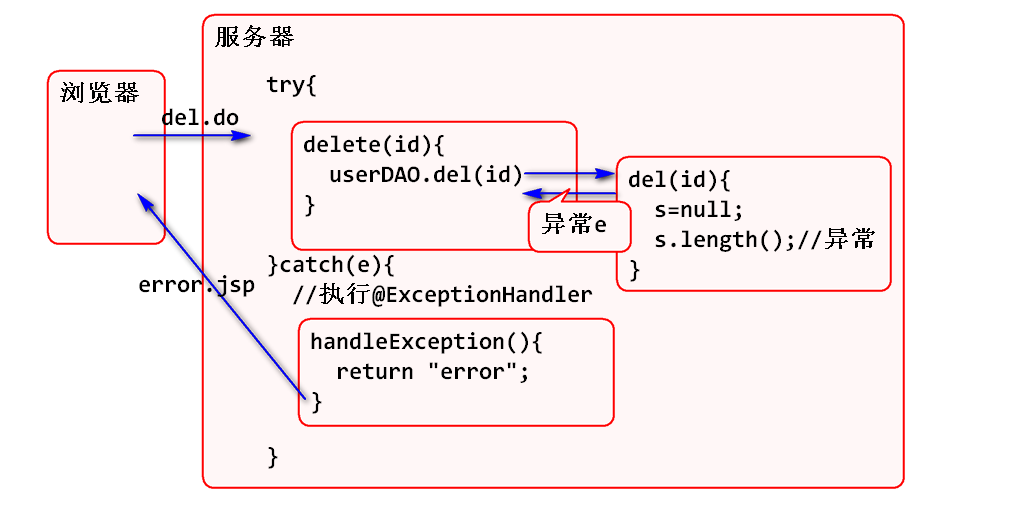 服务器
浏览器
try{
del.do
delete(id){
userDAO.del(id)
}
del(id){
s=null;
s.length();//异常
}
异常e
}catch(e){
//执行@ExceptionHandler
error.jsp
handleException(){
return "error";
}
}